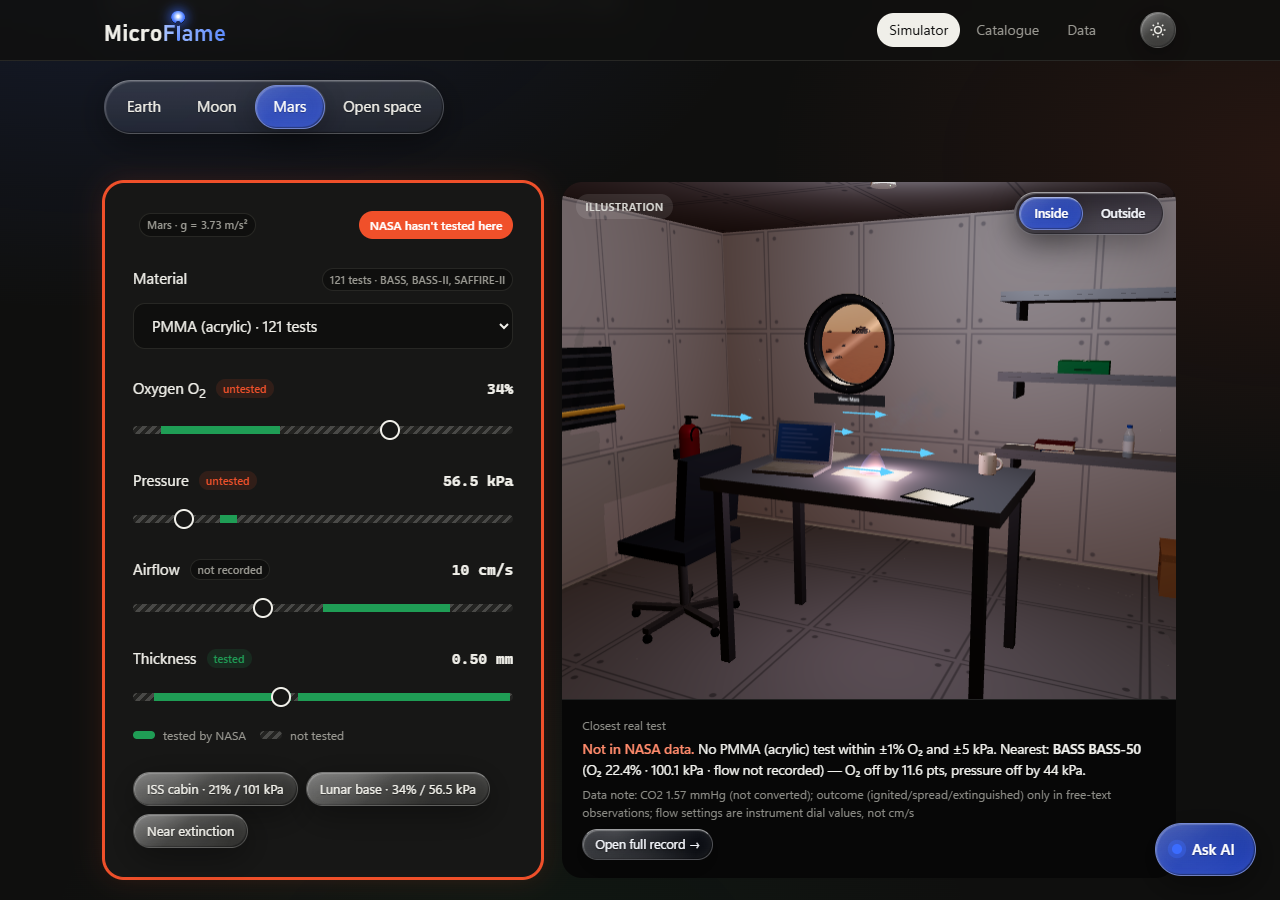 MicroFlame
Simulator
Catalogue
Data
Earth
Moon
Mars
Open space
Mars · g = 3.73 m/s²
NASA hasn't tested here
Material
121 tests · BASS, BASS-II, SAFFIRE-II
PMMA (acrylic) · 121 tests
Oxygen O₂
untested
34%
Pressure
untested
56.5 kPa
Airflow
not recorded
10 cm/s
Thickness
tested
0.50 mm
tested by NASA
not tested
ISS cabin · 21% / 101 kPa
Lunar base · 34% / 56.5 kPa
Near extinction
ILLUSTRATION
Inside
Outside
View Mars
Closest real test
Not in NASA data. No PMMA (acrylic) test within ±1% O₂ and ±5 kPa. Nearest: BASS BASS-50
(O₂ 22.4% · 100.1 kPa · flow not recorded) — O₂ off by 11.6 pts, pressure off by 44 kPa.
Data note: CO2 1.57 mmHg (not converted); outcome (ignited/spread/extinguished) only in free-text
observations; flow settings are instrument dial values, not cm/s
Open full record →
Ask AI